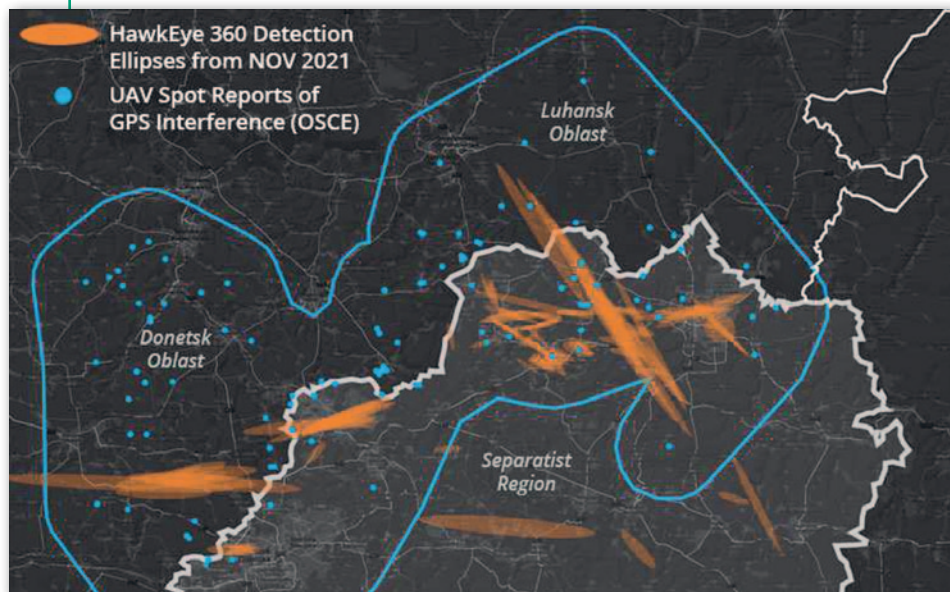 HawkEye 360 Detection
Ellipses from NOV 2021
UAV Spot Reports of
GPS Interference (OSCE)
Luhansk
Oblast
Donetsk
Oblast
Separatist
Region